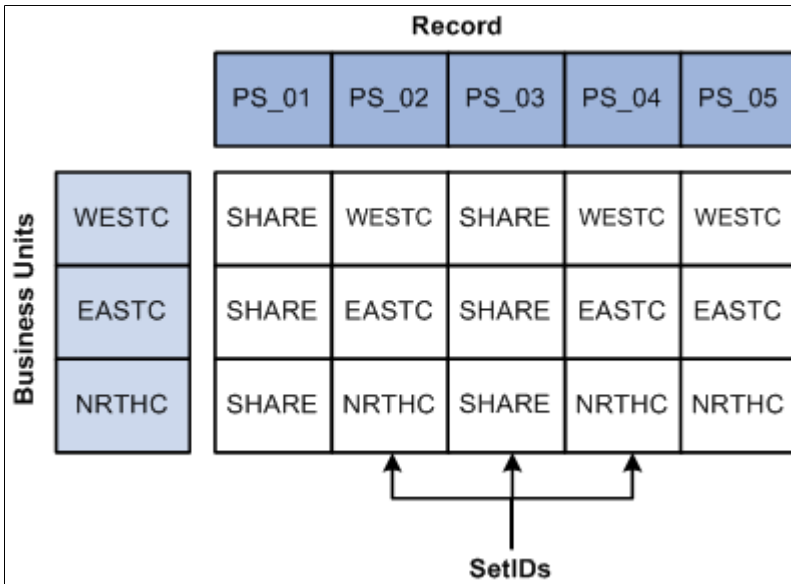 Record
PS_01 PS_02 PS_03 PS_04 PS_05
Business Units
WESTC SHARE WESTC SHARE WESTC WESTC
EASTC SHARE EASTC SHARE EASTC EASTC
NRTHC SHARE NRTHC SHARE NRTHC NRTHC
SetIDs